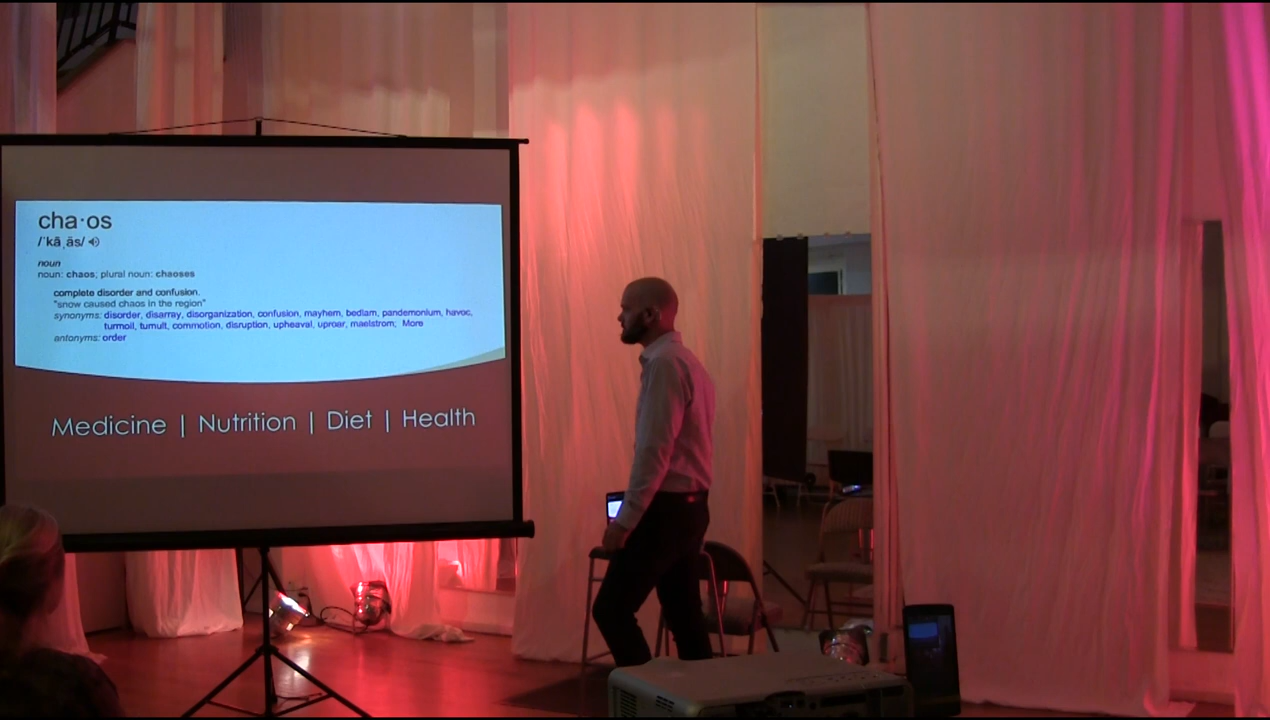 cha·os
/ˈkāˌäs/
noun
noun: chaos; plural noun: chaoses
complete disorder and confusion.
"snow caused chaos in the region"
synonyms: disorder, disarray, disorganization, confusion, mayhem, bedlam, pandemonium, havoc,
turmoil, tumult, commotion, disruption, upheaval, uproar, maelstrom; More
antonyms: order
Medicine | Nutrition | Diet | Health